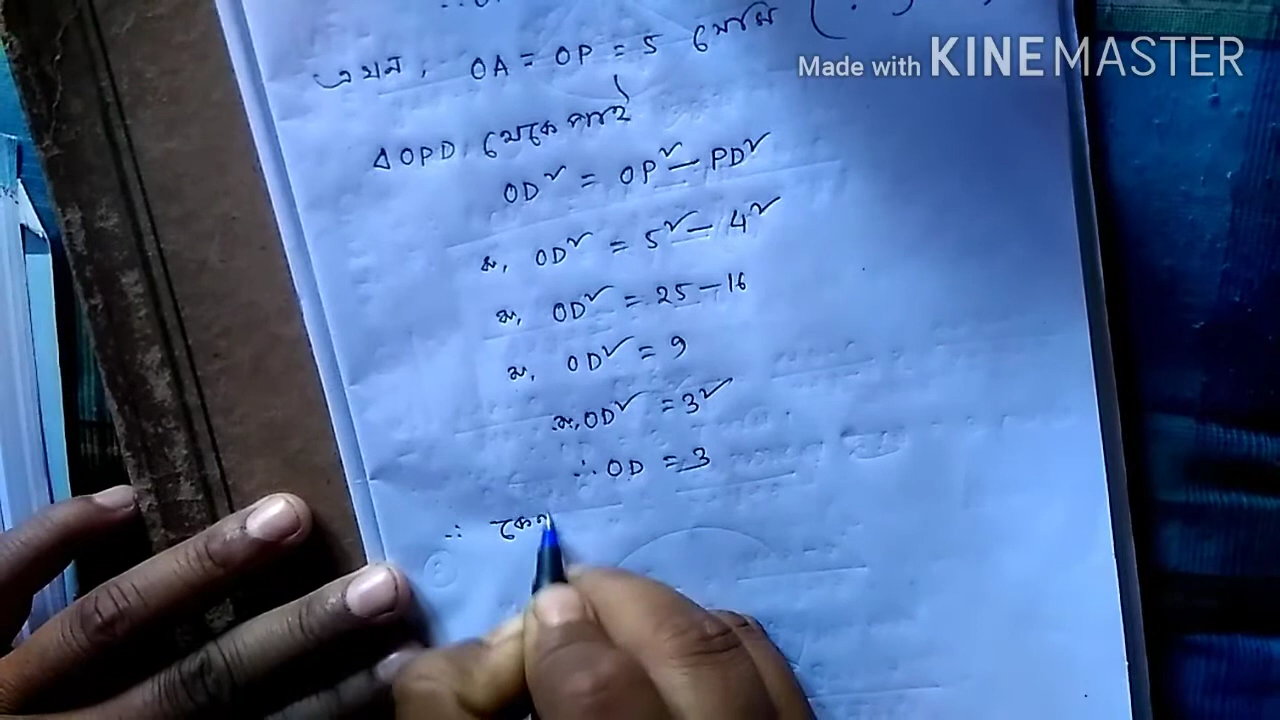 এখন, OA = OP = 5 সেমি (
Made with KINEMASTER
Δ OPD থেকে পাই
OD² = OP² – PD²
বা, OD² = 5² – 4²
বা, OD² = 25 – 16
বা, OD² = 9
বা, OD² = 3²
∴ OD = 3
∴ কেন